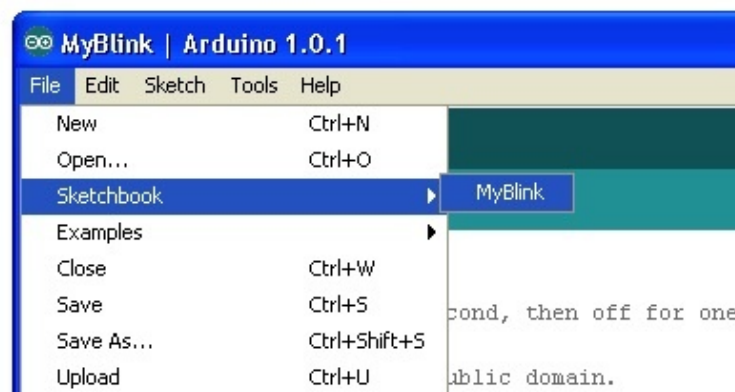 MyBlink | Arduino 1.0.1
File Edit Sketch Tools Help
New Ctrl+N
Open... Ctrl+O
Sketchbook MyBlink
Examples
Close Ctrl+W
Save Ctrl+S
cond, then off for one
Save As... Ctrl+Shift+S
Upload Ctrl+U
ublic domain.